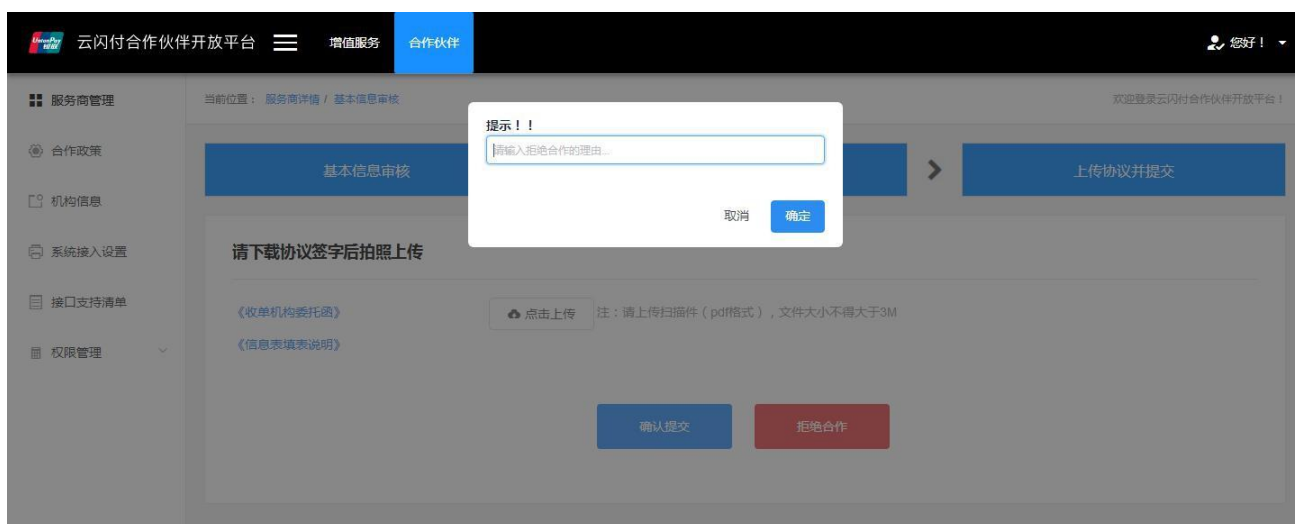 UnionPay 银联 云闪付合作伙伴开放平台 增值服务 合作伙伴 您好！
服务商管理
当前位置： 服务商详情 / 基本信息审核
欢迎登录云闪付合作伙伴开放平台！
提示！！
请输入拒绝合作的理由...
取消 确定
合作政策
机构信息
系统接入设置
接口支持清单
权限管理
基本信息审核
上传协议并提交
请下载协议签字后拍照上传
《收单机构委托函》 点击上传 注：请上传扫描件（pdf格式），文件大小不得大于3M
《信息表填表说明》
确认提交 拒绝合作